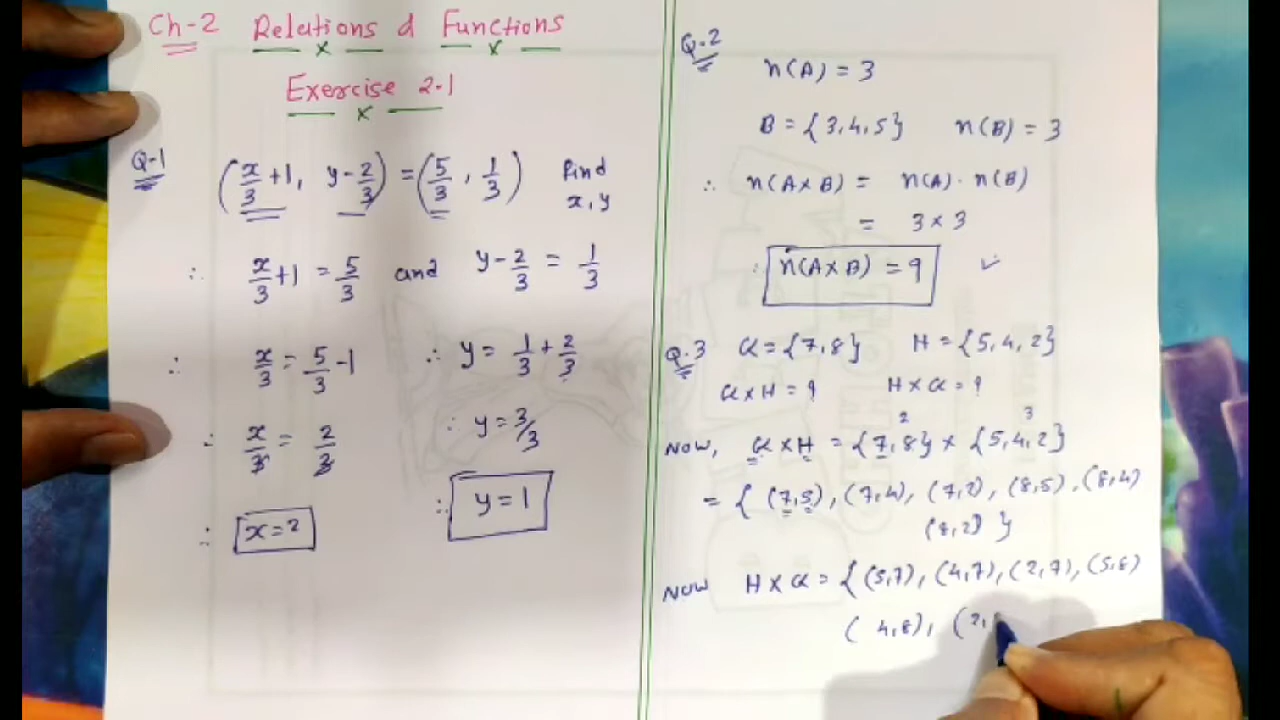 Ch-2 Relations & Functions
Exercise 2.1
Q-1 (x/3 +1, y-2/3) = (5/3, 1/3) Find x, y
∴ x/3 +1 = 5/3 and y-2/3 = 1/3
∴ x/3 = 5/3 -1 ∴ y = 1/3 + 2/3
∴ x/3 = 2/3 ∴ y = 3/3
∴ x=2 ∴ y=1
Q-2
n(A) = 3
B = {3,4,5} n(B) = 3
∴ n(A×B) = n(A) · n(B)
= 3 × 3
∴ n(A×B) = 9 ✓
Q.3 G = {7,8} H = {5,4,2}
G×H = ? H×G = ?
2 3
Now, G×H = {7,8} × {5,4,2}
= { (7,5), (7,4), (7,2), (8,5), (8,4)
(8,2) }
Now H×G = { (5,7), (4,7), (2,7), (5,8)
(4,8), (2,